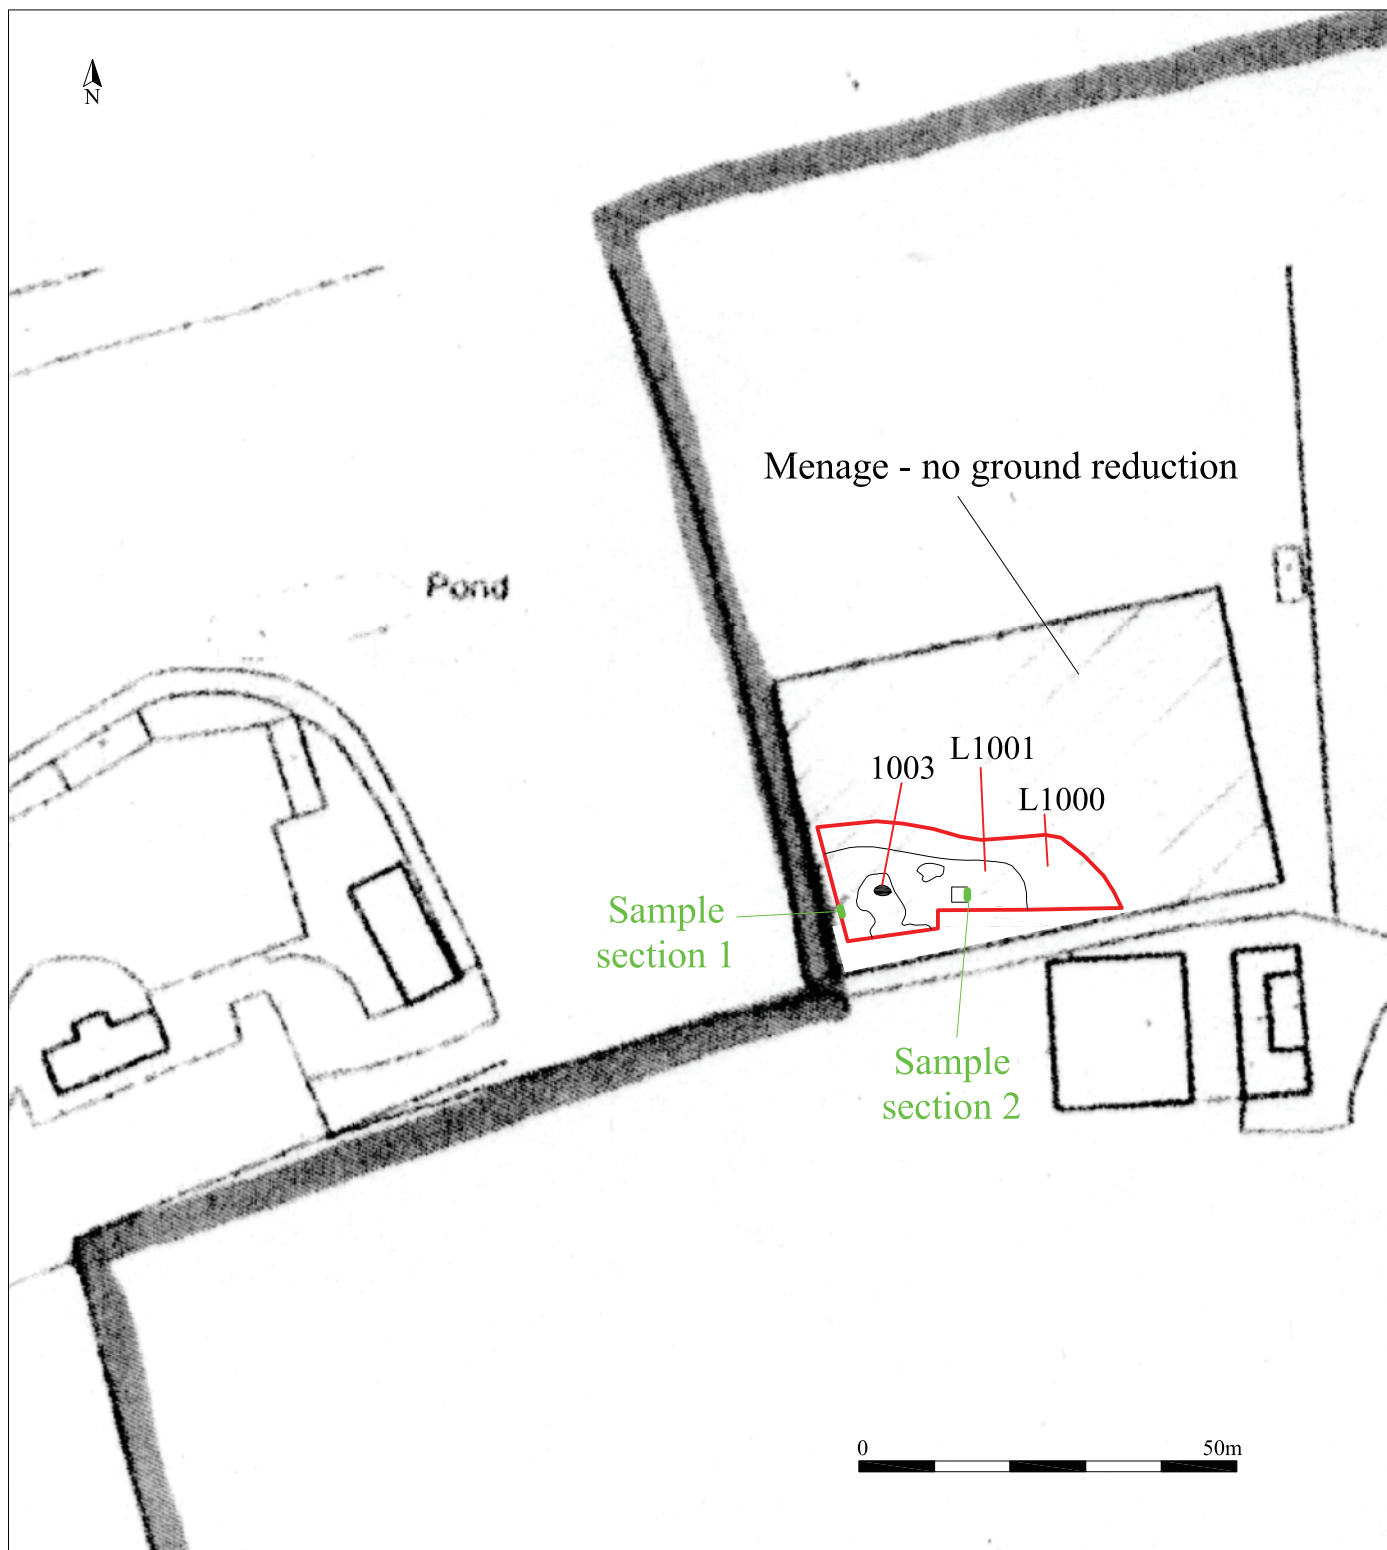 N
Menage - no ground reduction
Pond
L1001
1003
L1000
Sample
section 1
Sample
section 2
0 50m